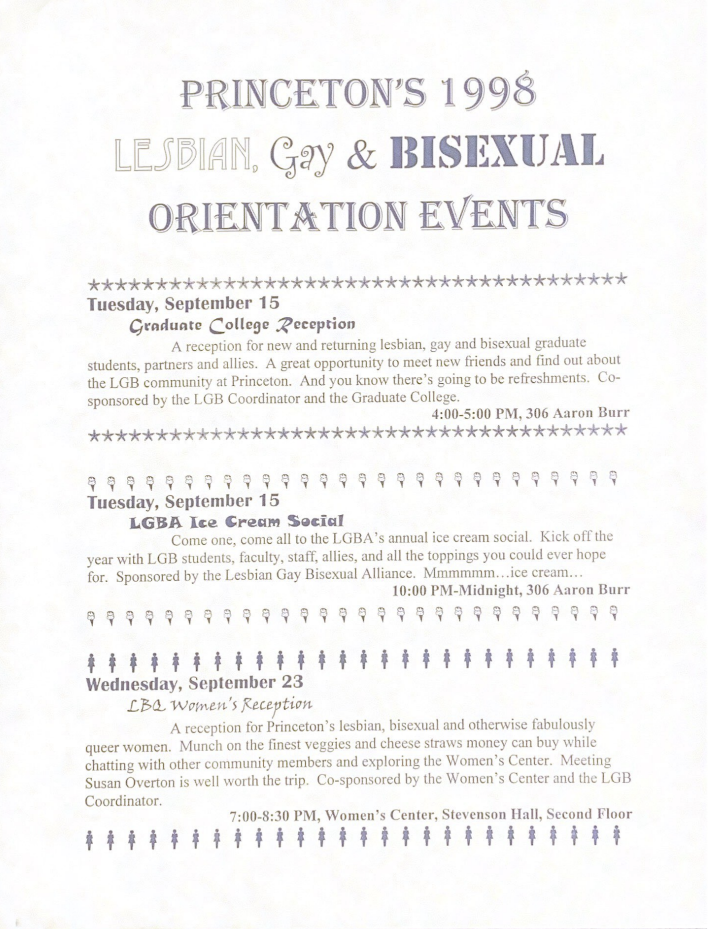 PRINCETON'S 1998
LESBIAN, Gay & BISEXUAL
ORIENTATION EVENTS
****************************************
Tuesday, September 15
Graduate College Reception
A reception for new and returning lesbian, gay and bisexual graduate
students, partners and allies. A great opportunity to meet new friends and find out about
the LGB community at Princeton. And you know there's going to be refreshments. Co-
sponsored by the LGB Coordinator and the Graduate College.
4:00-5:00 PM, 306 Aaron Burr
****************************************
Tuesday, September 15
LGBA Ice Cream Social
Come one, come all to the LGBA's annual ice cream social. Kick off the
year with LGB students, faculty, staff, allies, and all the toppings you could ever hope
for. Sponsored by the Lesbian Gay Bisexual Alliance. Mmmmmm…ice cream…
10:00 PM-Midnight, 306 Aaron Burr
Wednesday, September 23
LBQ Women's Reception
A reception for Princeton's lesbian, bisexual and otherwise fabulously
queer women. Munch on the finest veggies and cheese straws money can buy while
chatting with other community members and exploring the Women's Center. Meeting
Susan Overton is well worth the trip. Co-sponsored by the Women's Center and the LGB
Coordinator.
7:00-8:30 PM, Women's Center, Stevenson Hall, Second Floor